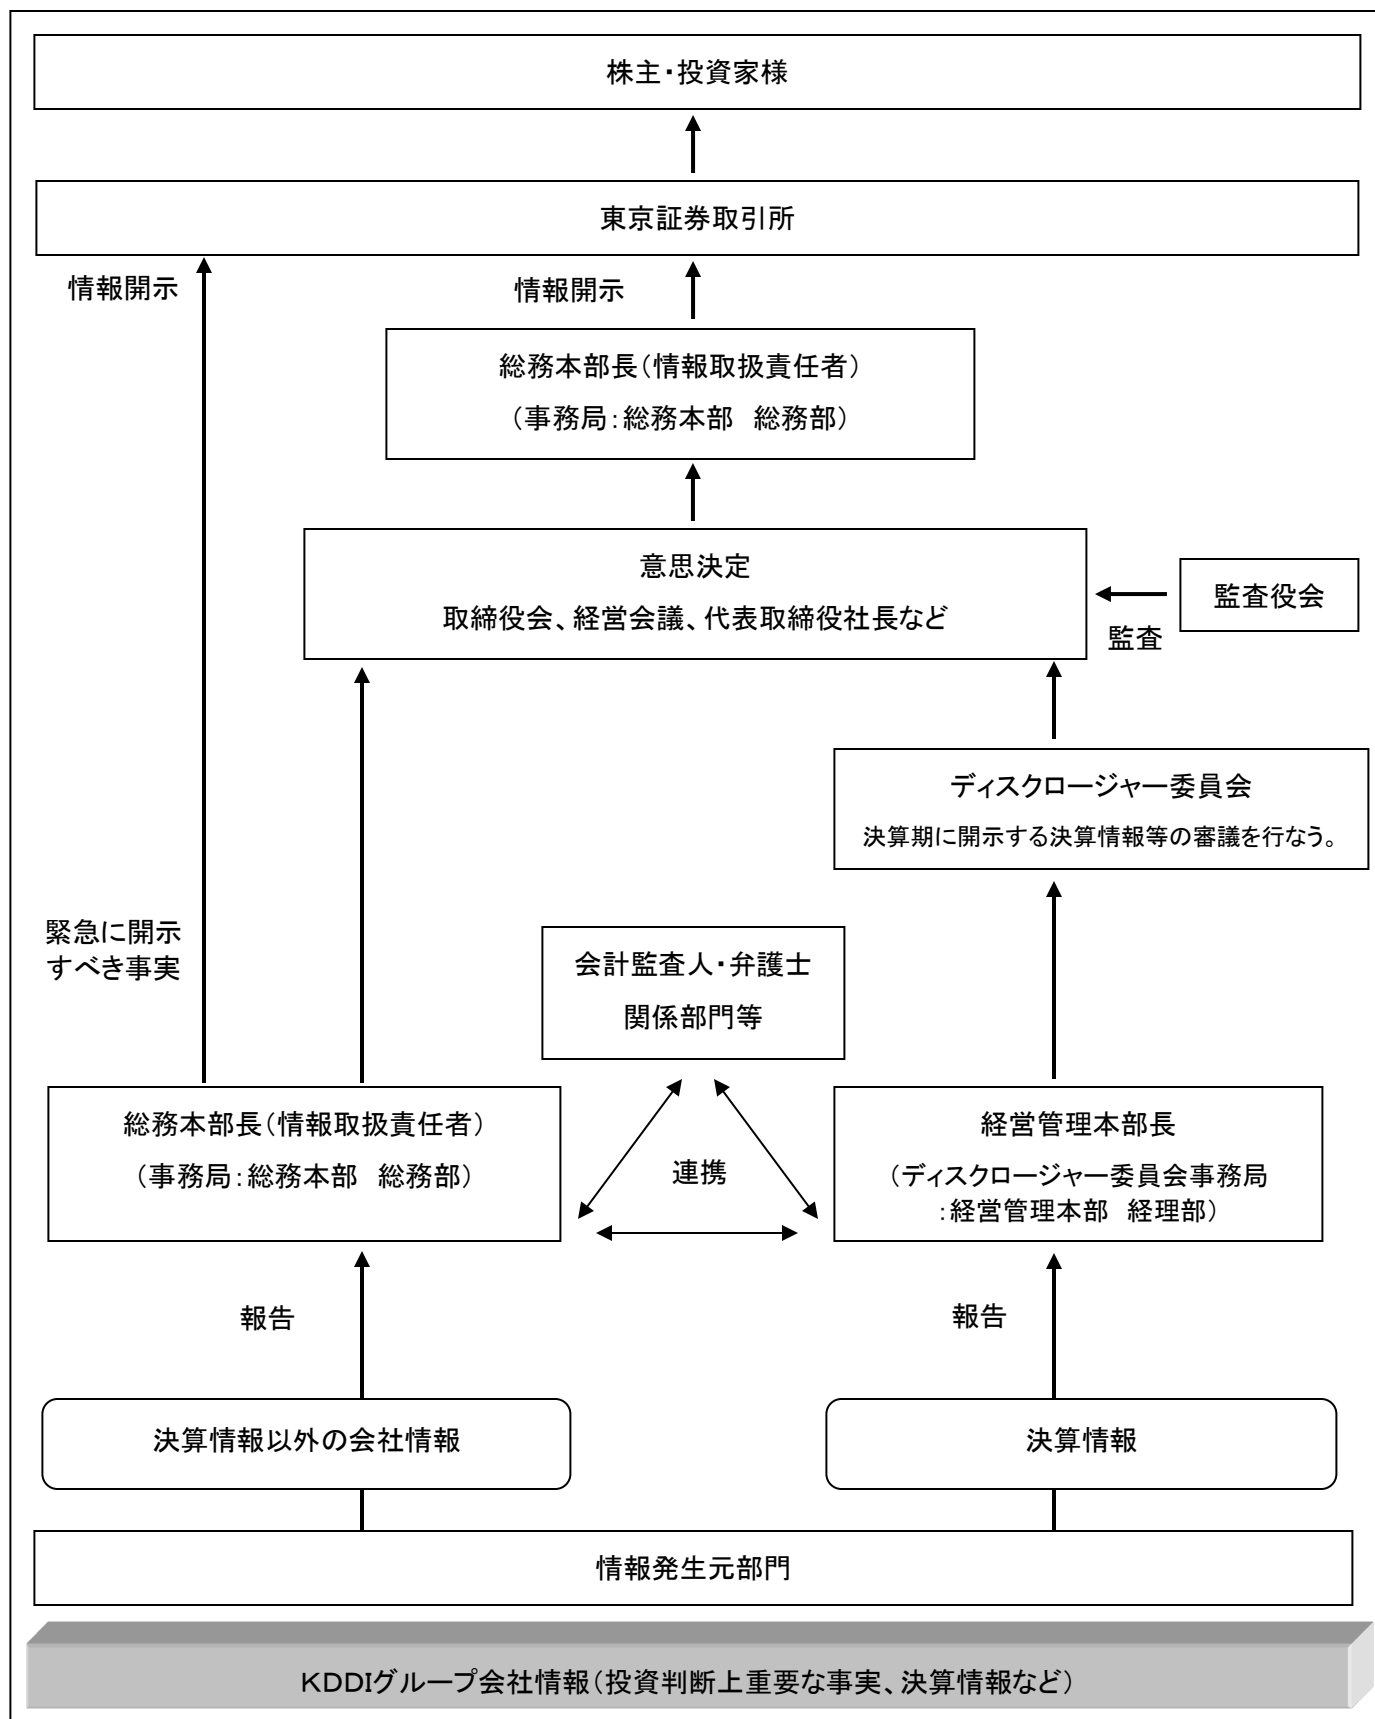 株主・投資家様
東京証券取引所
情報開示
情報開示
総務本部長（情報取扱責任者）
（事務局：総務本部　総務部）
意思決定
取締役会、経営会議、代表取締役社長など
監査役会
監査
ディスクロージャー委員会
決算期に開示する決算情報等の審議を行なう。
緊急に開示
すべき事実
会計監査人・弁護士
関係部門等
総務本部長（情報取扱責任者）
（事務局：総務本部　総務部）
連携
経営管理本部長
（ディスクロージャー委員会事務局
：経営管理本部　経理部）
報告
報告
決算情報以外の会社情報
決算情報
情報発生元部門
KDDIグループ会社情報（投資判断上重要な事実、決算情報など）